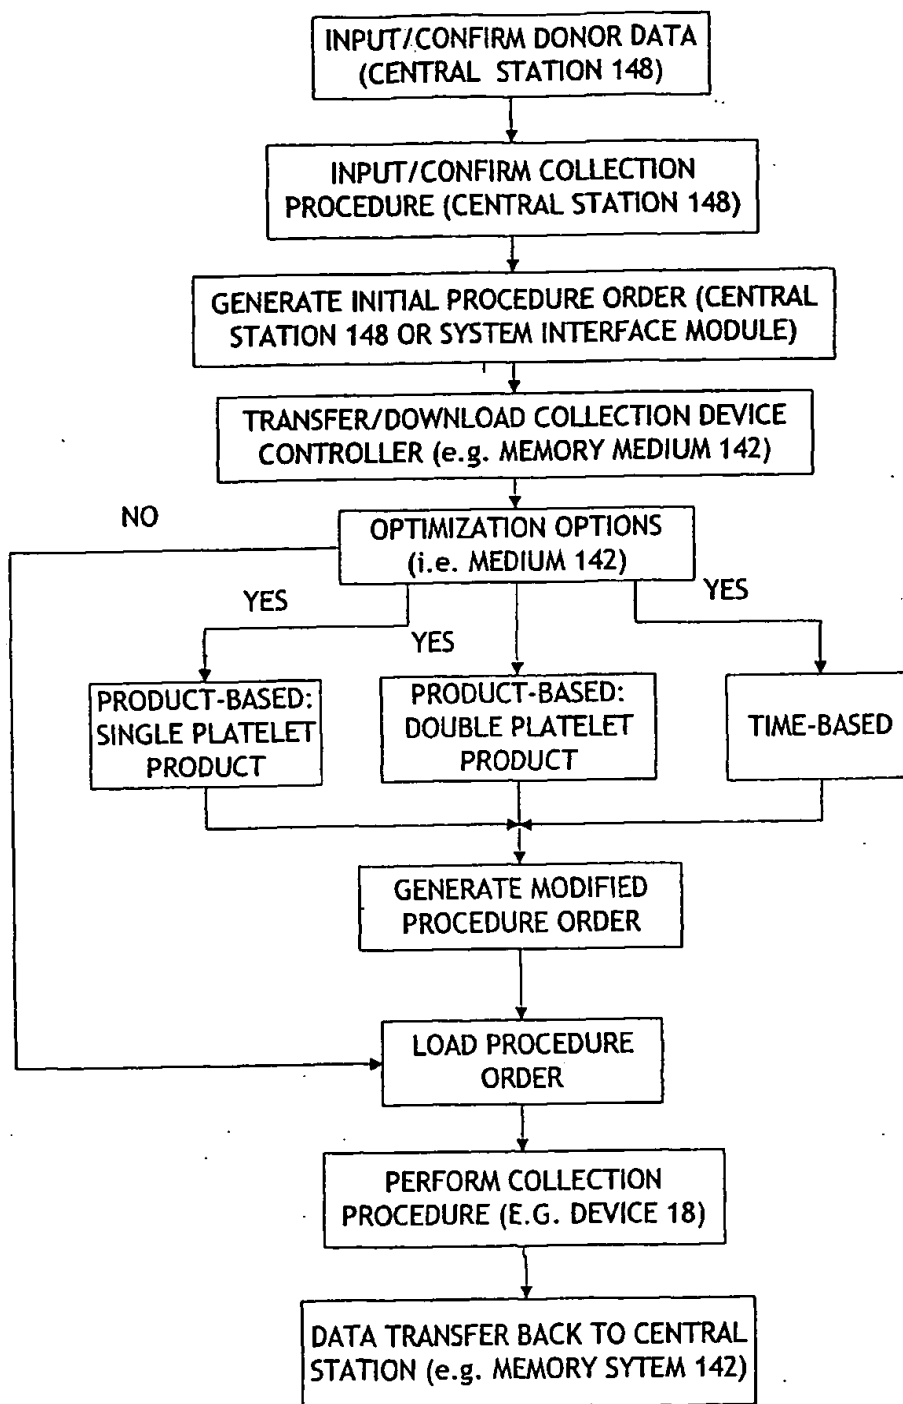 INPUT/CONFIRM DONOR DATA
(CENTRAL STATION 148)
INPUT/CONFIRM COLLECTION
PROCEDURE (CENTRAL STATION 148)
GENERATE INITIAL PROCEDURE ORDER (CENTRAL
STATION 148 OR SYSTEM INTERFACE MODULE)
TRANSFER/DOWNLOAD COLLECTION DEVICE
CONTROLLER (e.g. MEMORY MEDIUM 142)
NO
OPTIMIZATION OPTIONS
(i.e. MEDIUM 142)
YES
YES
YES
PRODUCT-BASED:
SINGLE PLATELET
PRODUCT
PRODUCT-BASED:
DOUBLE PLATELET
PRODUCT
TIME-BASED
GENERATE MODIFIED
PROCEDURE ORDER
LOAD PROCEDURE
ORDER
PERFORM COLLECTION
PROCEDURE (E.G. DEVICE 18)
DATA TRANSFER BACK TO CENTRAL
STATION (e.g. MEMORY SYTEM 142)